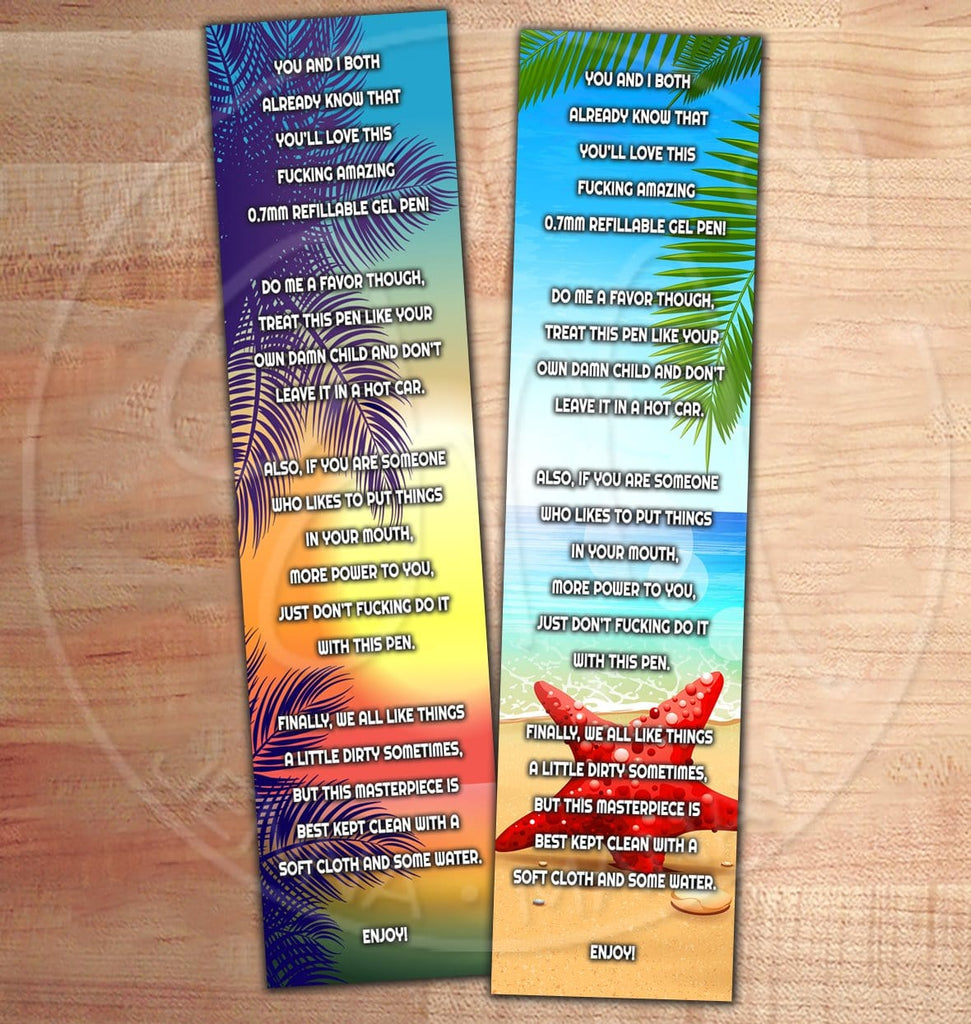 YOU AND I BOTH
ALREADY KNOW THAT
YOU'LL LOVE THIS
FUCKING AMAZING
0.7MM REFILLABLE GEL PEN!
DO ME A FAVOR THOUGH,
TREAT THIS PEN LIKE YOUR
OWN DAMN CHILD AND DON'T
LEAVE IT IN A HOT CAR.
ALSO, IF YOU ARE SOMEONE
WHO LIKES TO PUT THINGS
IN YOUR MOUTH,
MORE POWER TO YOU,
JUST DON'T FUCKING DO IT
WITH THIS PEN.
FINALLY, WE ALL LIKE THINGS
A LITTLE DIRTY SOMETIMES,
BUT THIS MASTERPIECE IS
BEST KEPT CLEAN WITH A
SOFT CLOTH AND SOME WATER.
ENJOY!
YOU AND I BOTH
ALREADY KNOW THAT
YOU'LL LOVE THIS
FUCKING AMAZING
0.7MM REFILLABLE GEL PEN!
DO ME A FAVOR THOUGH,
TREAT THIS PEN LIKE YOUR
OWN DAMN CHILD AND DON'T
LEAVE IT IN A HOT CAR.
ALSO, IF YOU ARE SOMEONE
WHO LIKES TO PUT THINGS
IN YOUR MOUTH,
MORE POWER TO YOU,
JUST DON'T FUCKING DO IT
WITH THIS PEN.
FINALLY, WE ALL LIKE THINGS
A LITTLE DIRTY SOMETIMES,
BUT THIS MASTERPIECE IS
BEST KEPT CLEAN WITH A
SOFT CLOTH AND SOME WATER.
ENJOY!